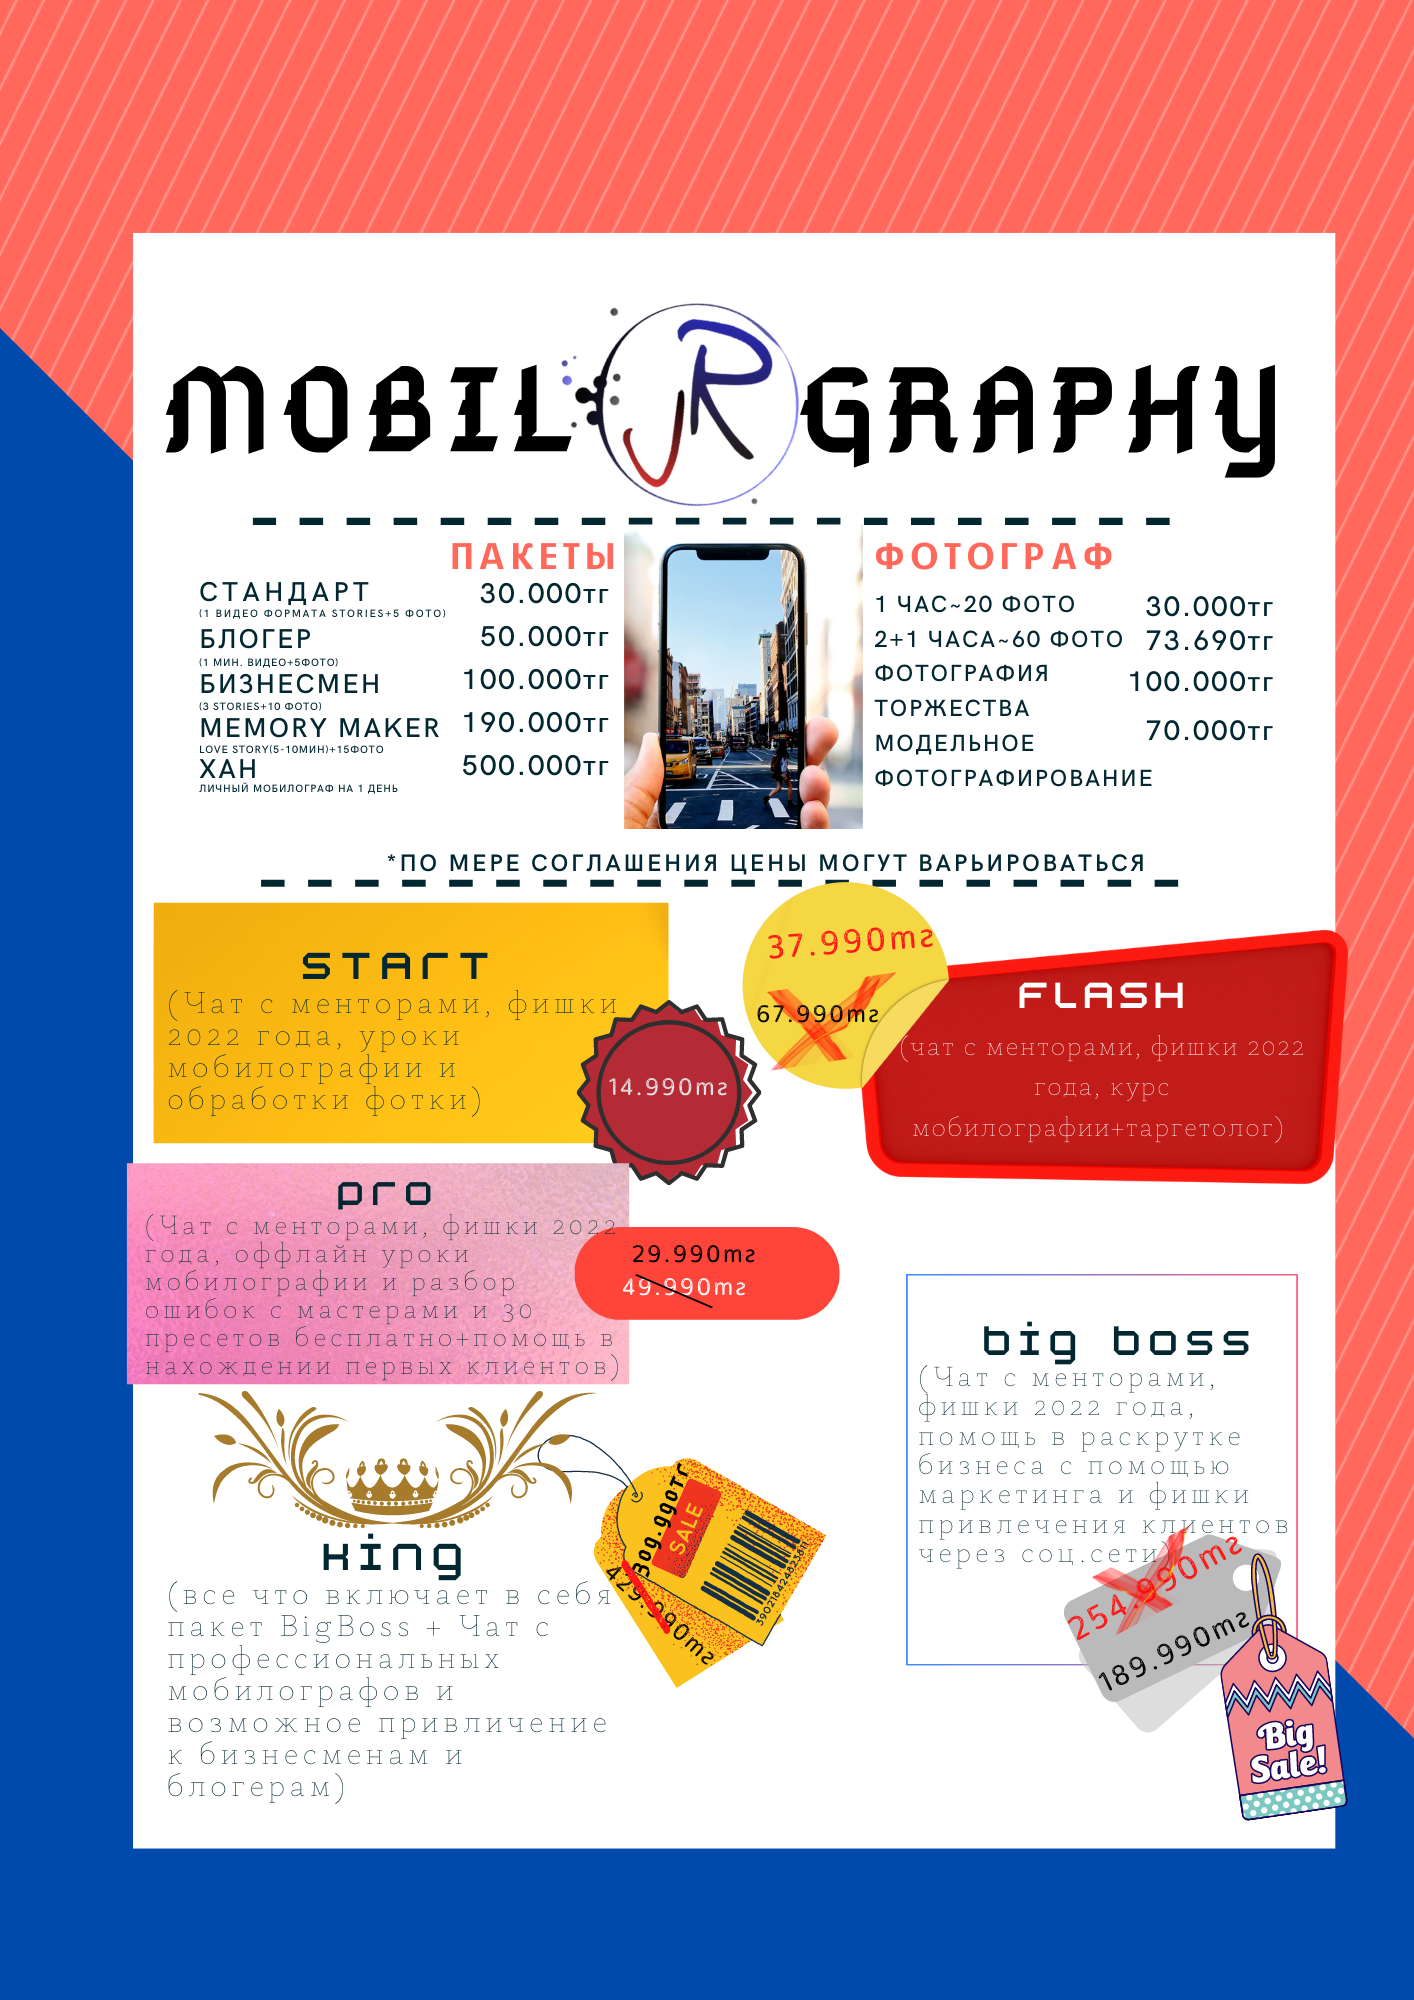 MOBIL JR GRAPHY
ПАКЕТЫ
СТАНДАРТ 30.000тг
(1 ВИДЕО ФОРМАТА STORIES+5 ФОТО)
БЛОГЕР 50.000тг
(1 МИН. ВИДЕО+5ФОТО)
БИЗНЕСМЕН 100.000тг
(3 STORIES+10 ФОТО)
MEMORY MAKER 190.000тг
LOVE STORY(5-10МИН)+15ФОТО
ХАН 500.000тг
ЛИЧНЫЙ МОБИЛОГРАФ НА 1 ДЕНЬ
ФОТОГРАФ
1 ЧАС~20 ФОТО 30.000тг
2+1 ЧАСА~60 ФОТО 73.690тг
ФОТОГРАФИЯ 100.000тг
ТОРЖЕСТВА
МОДЕЛЬНОЕ 70.000тг
ФОТОГРАФИРОВАНИЕ
*ПО МЕРЕ СОГЛАШЕНИЯ ЦЕНЫ МОГУТ ВАРЬИРОВАТЬСЯ
START
(Чат с менторами, фишки
2022 года, уроки
мобилографии и
обработки фотки)
14.990тг
37.990тг
67.990тг
FLASH
(чат с менторами, фишки 2022
года, курс
мобилографии+таргетолог)
pro
(Чат с менторами, фишки 2022
года, оффлайн уроки
мобилографии и разбор
ошибок с мастерами и 30
пресетов бесплатно+помощь в
нахождении первых клиентов)
29.990тг
49.990тг
big boss
(Чат с менторами,
фишки 2022 года,
помощь в раскрутке
бизнеса с помощью
маркетинга и фишки
привлечения клиентов
через соц.сети)
254.990тг
189.990тг
Big
Sale!
king
(все что включает в себя
пакет BigBoss + Чат с
профессиональных
мобилографов и
возможное привличение
к бизнесменам и
блогерам)
SALE
429.990тг